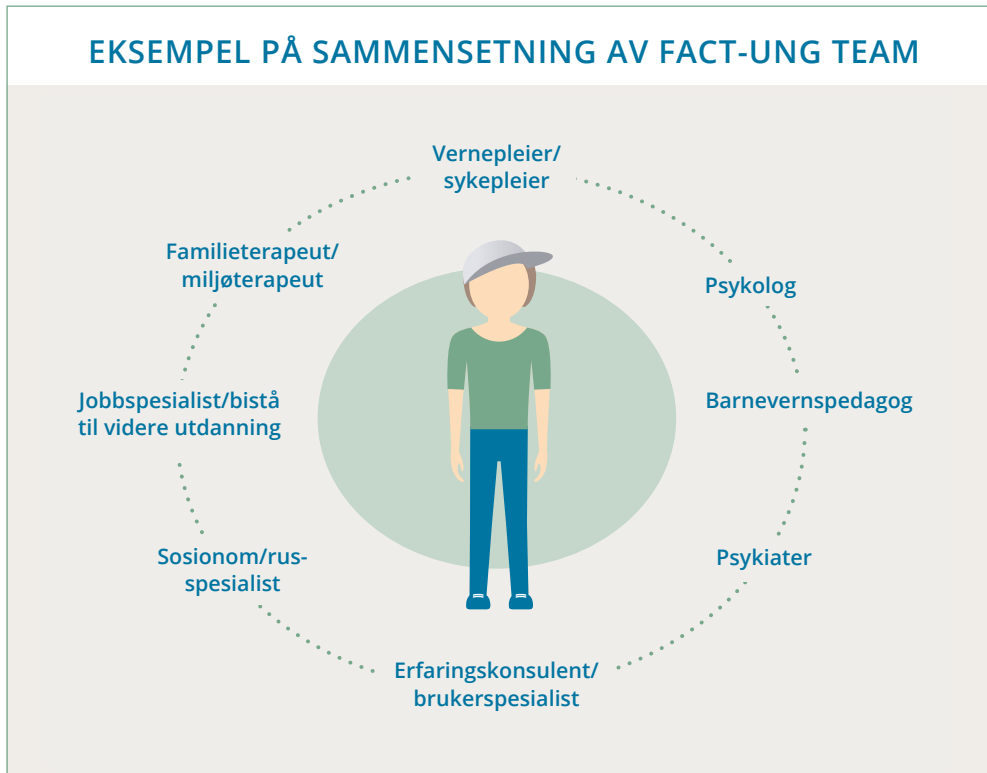 EKSEMPEL PÅ SAMMENSETNING AV FACT-UNG TEAM
Vernepleier/
sykepleier
Psykolog
Barnevernspedagog
Psykiater
Erfaringskonsulent/
brukerspesialist
Sosionom/rus-
spesialist
Jobbspesialist/bistå
til videre utdanning
Familieterapeut/
miljøterapeut